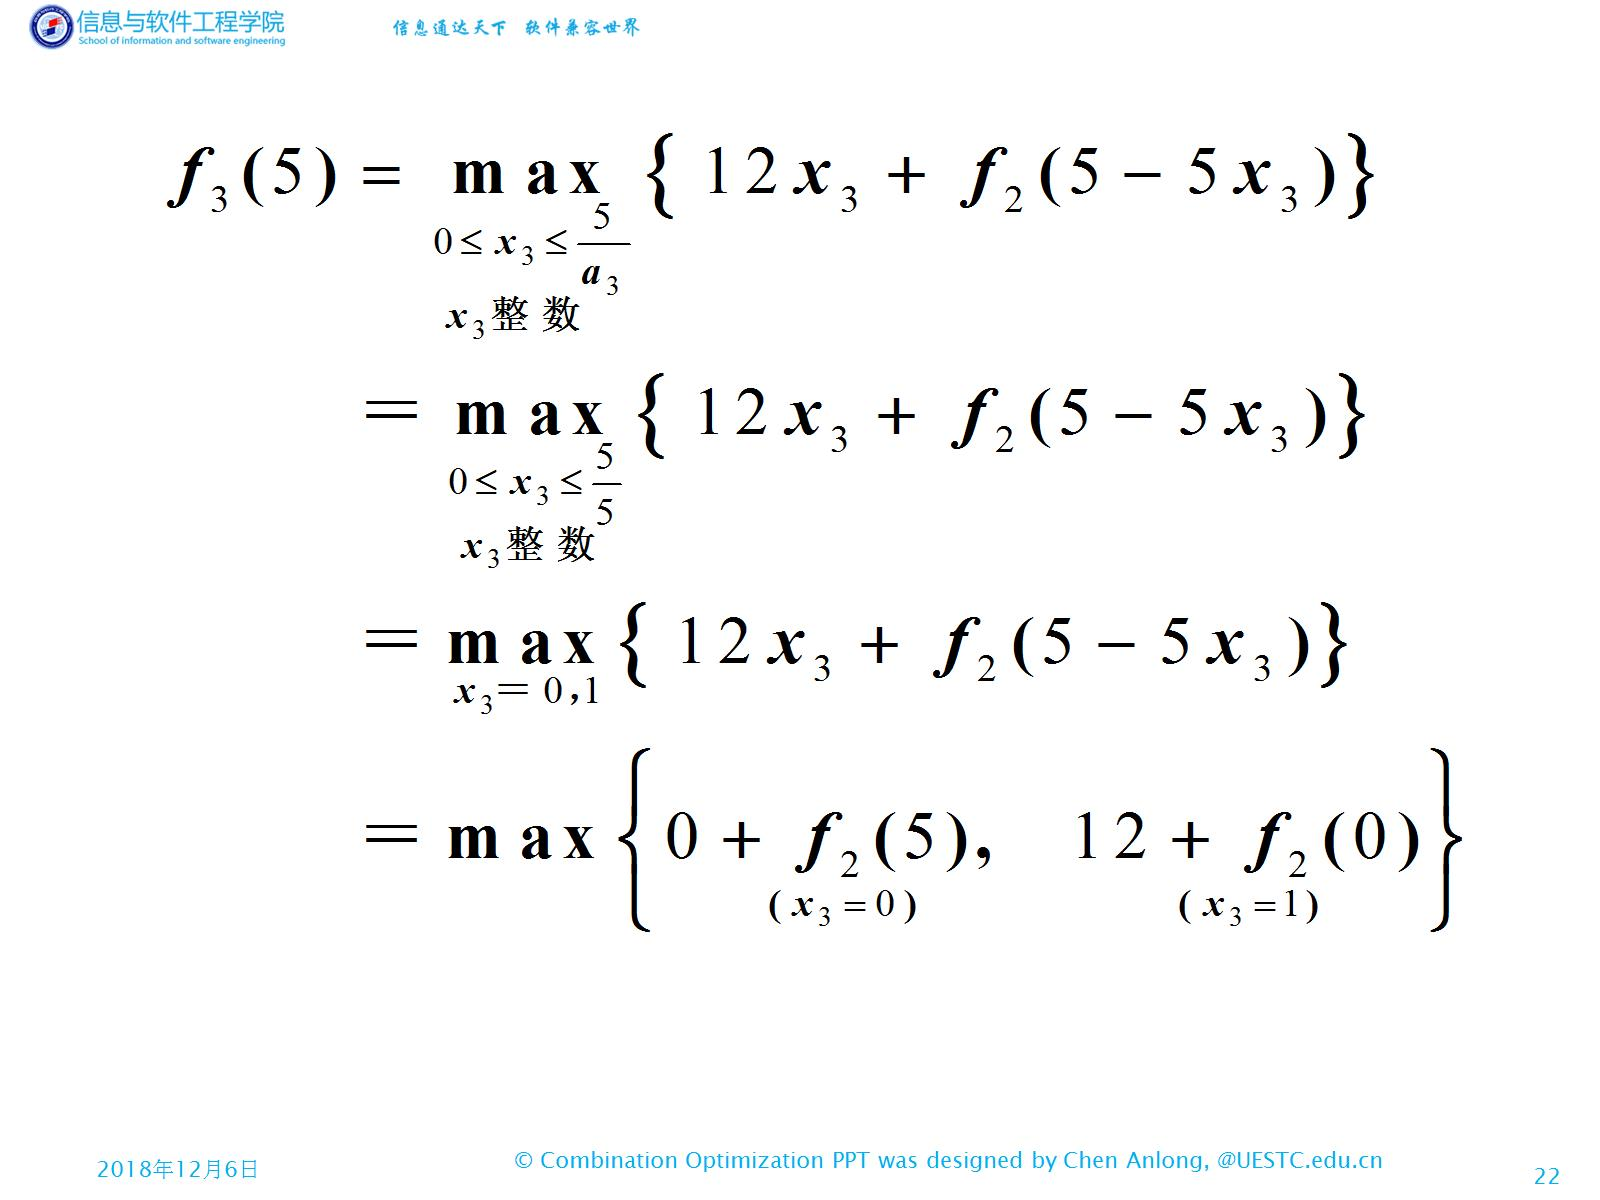 信息与软件工程学院
School of information and software engineering
信息通达天下 软件兼容世界
f₃(5) = max { 12x₃ + f₂(5 − 5x₃)}
0 ≤ x₃ ≤ 5/a₃
x₃整数
= max { 12x₃ + f₂(5 − 5x₃)}
0 ≤ x₃ ≤ 5/5
x₃整数
= max { 12x₃ + f₂(5 − 5x₃)}
x₃= 0,1
= max { 0 + f₂(5), 12 + f₂(0) }
(x₃=0) (x₃=1)
2018年12月6日
© Combination Optimization PPT was designed by Chen Anlong, @UESTC.edu.cn
22